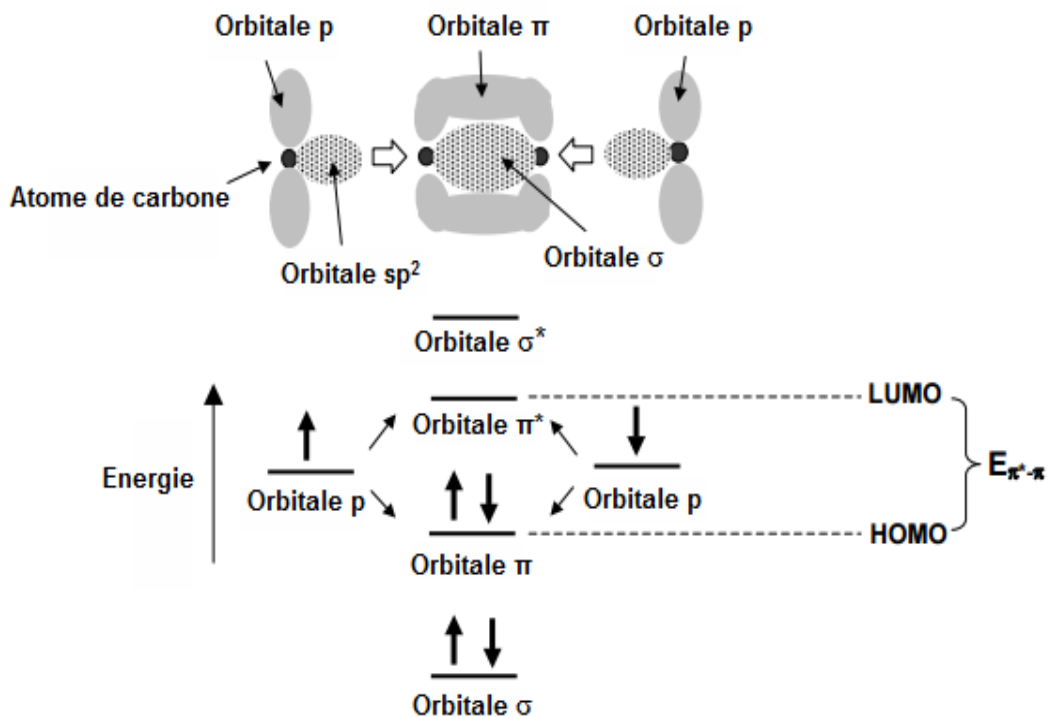 Orbitale p
Orbitale π
Orbitale p
Atome de carbone
Orbitale sp²
Orbitale σ
Orbitale σ*
LUMO
Orbitale π*
Energie
Orbitale p
Orbitale p
Eπ*-π
HOMO
Orbitale π
Orbitale σ